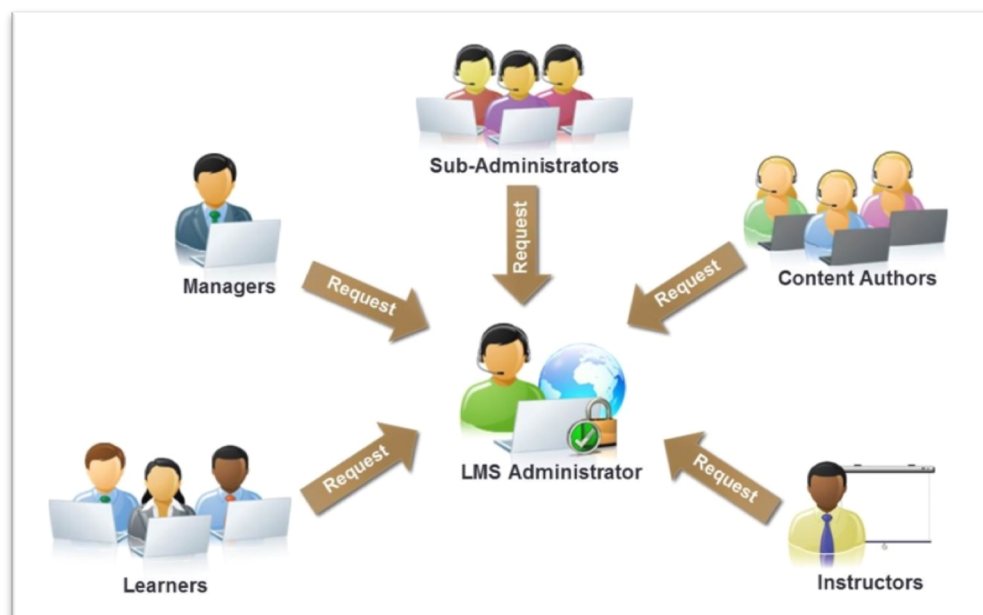 Sub-Administrators
Request
Managers
Request
Content Authors
Request
LMS Administrator
Learners
Request
Instructors
Request